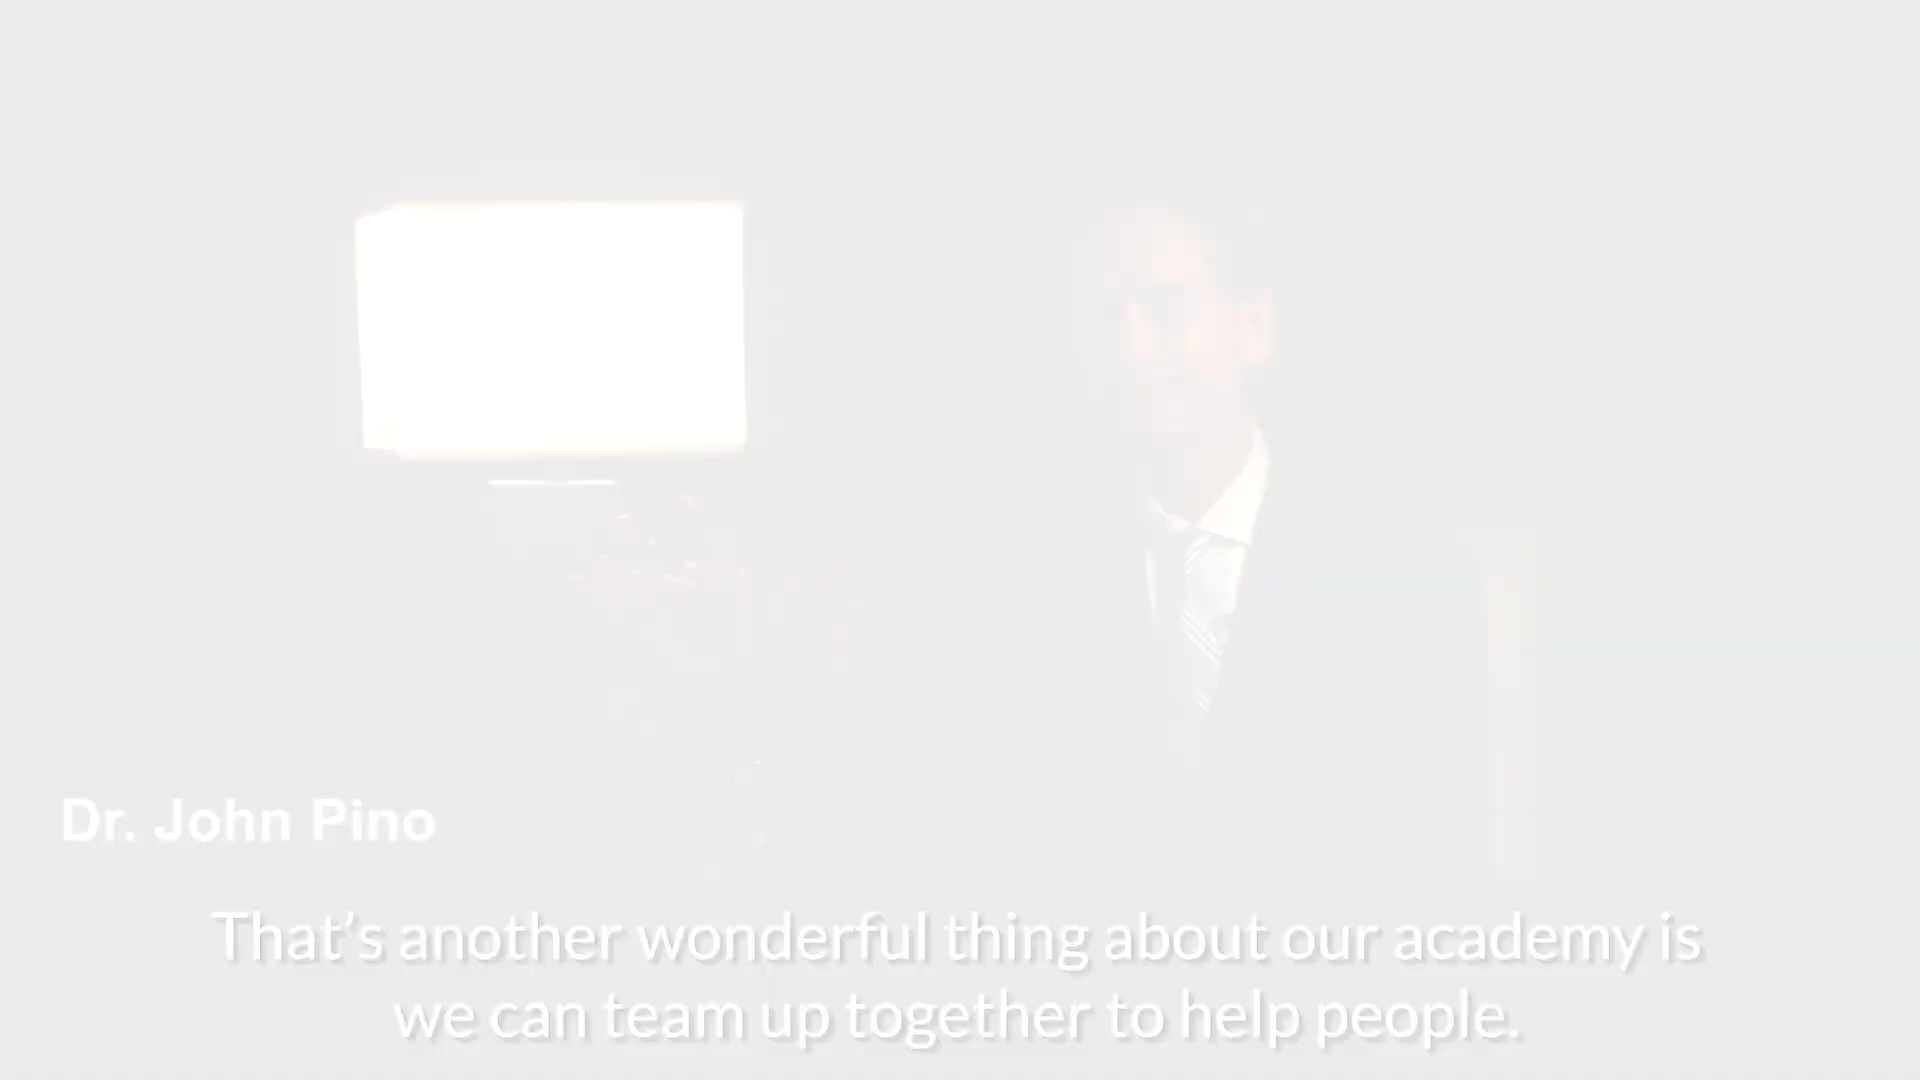 Dr. John Pino
That’s another wonderful thing about our academy is
we can team up together to help people.